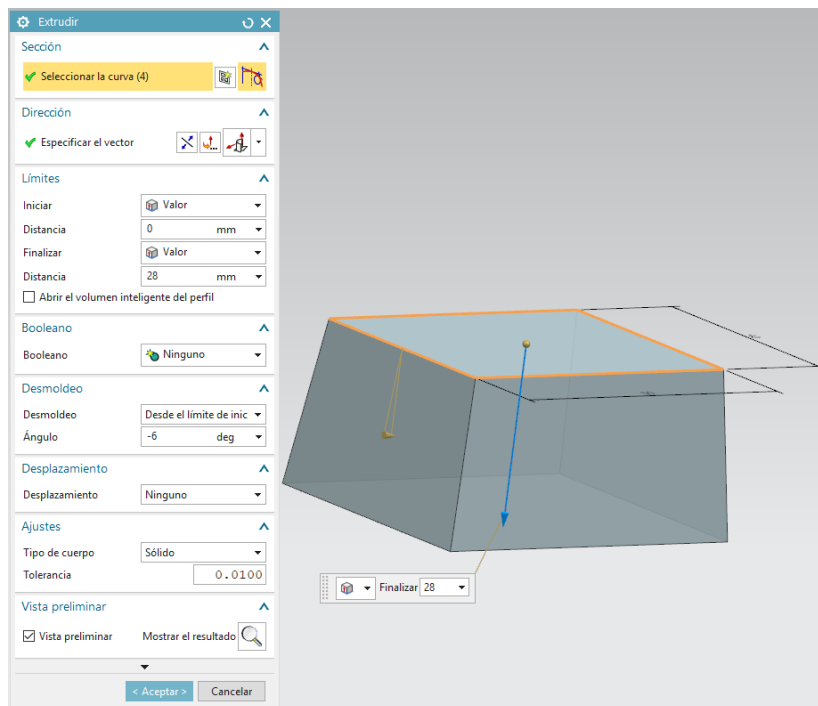 Extrudir
Sección
Seleccionar la curva (4)
Dirección
Especificar el vector
Límites
Iniciar Valor
Distancia 0 mm
Finalizar Valor
Distancia 28 mm
Abrir el volumen inteligente del perfil
Booleano
Booleano Ninguno
Desmoldeo
Desmoldeo Desde el límite de inic
Ángulo -6 deg
Desplazamiento
Desplazamiento Ninguno
Ajustes
Tipo de cuerpo Sólido
Tolerancia 0.0100
Vista preliminar
Vista preliminar Mostrar el resultado
< Aceptar > Cancelar
Finalizar 28